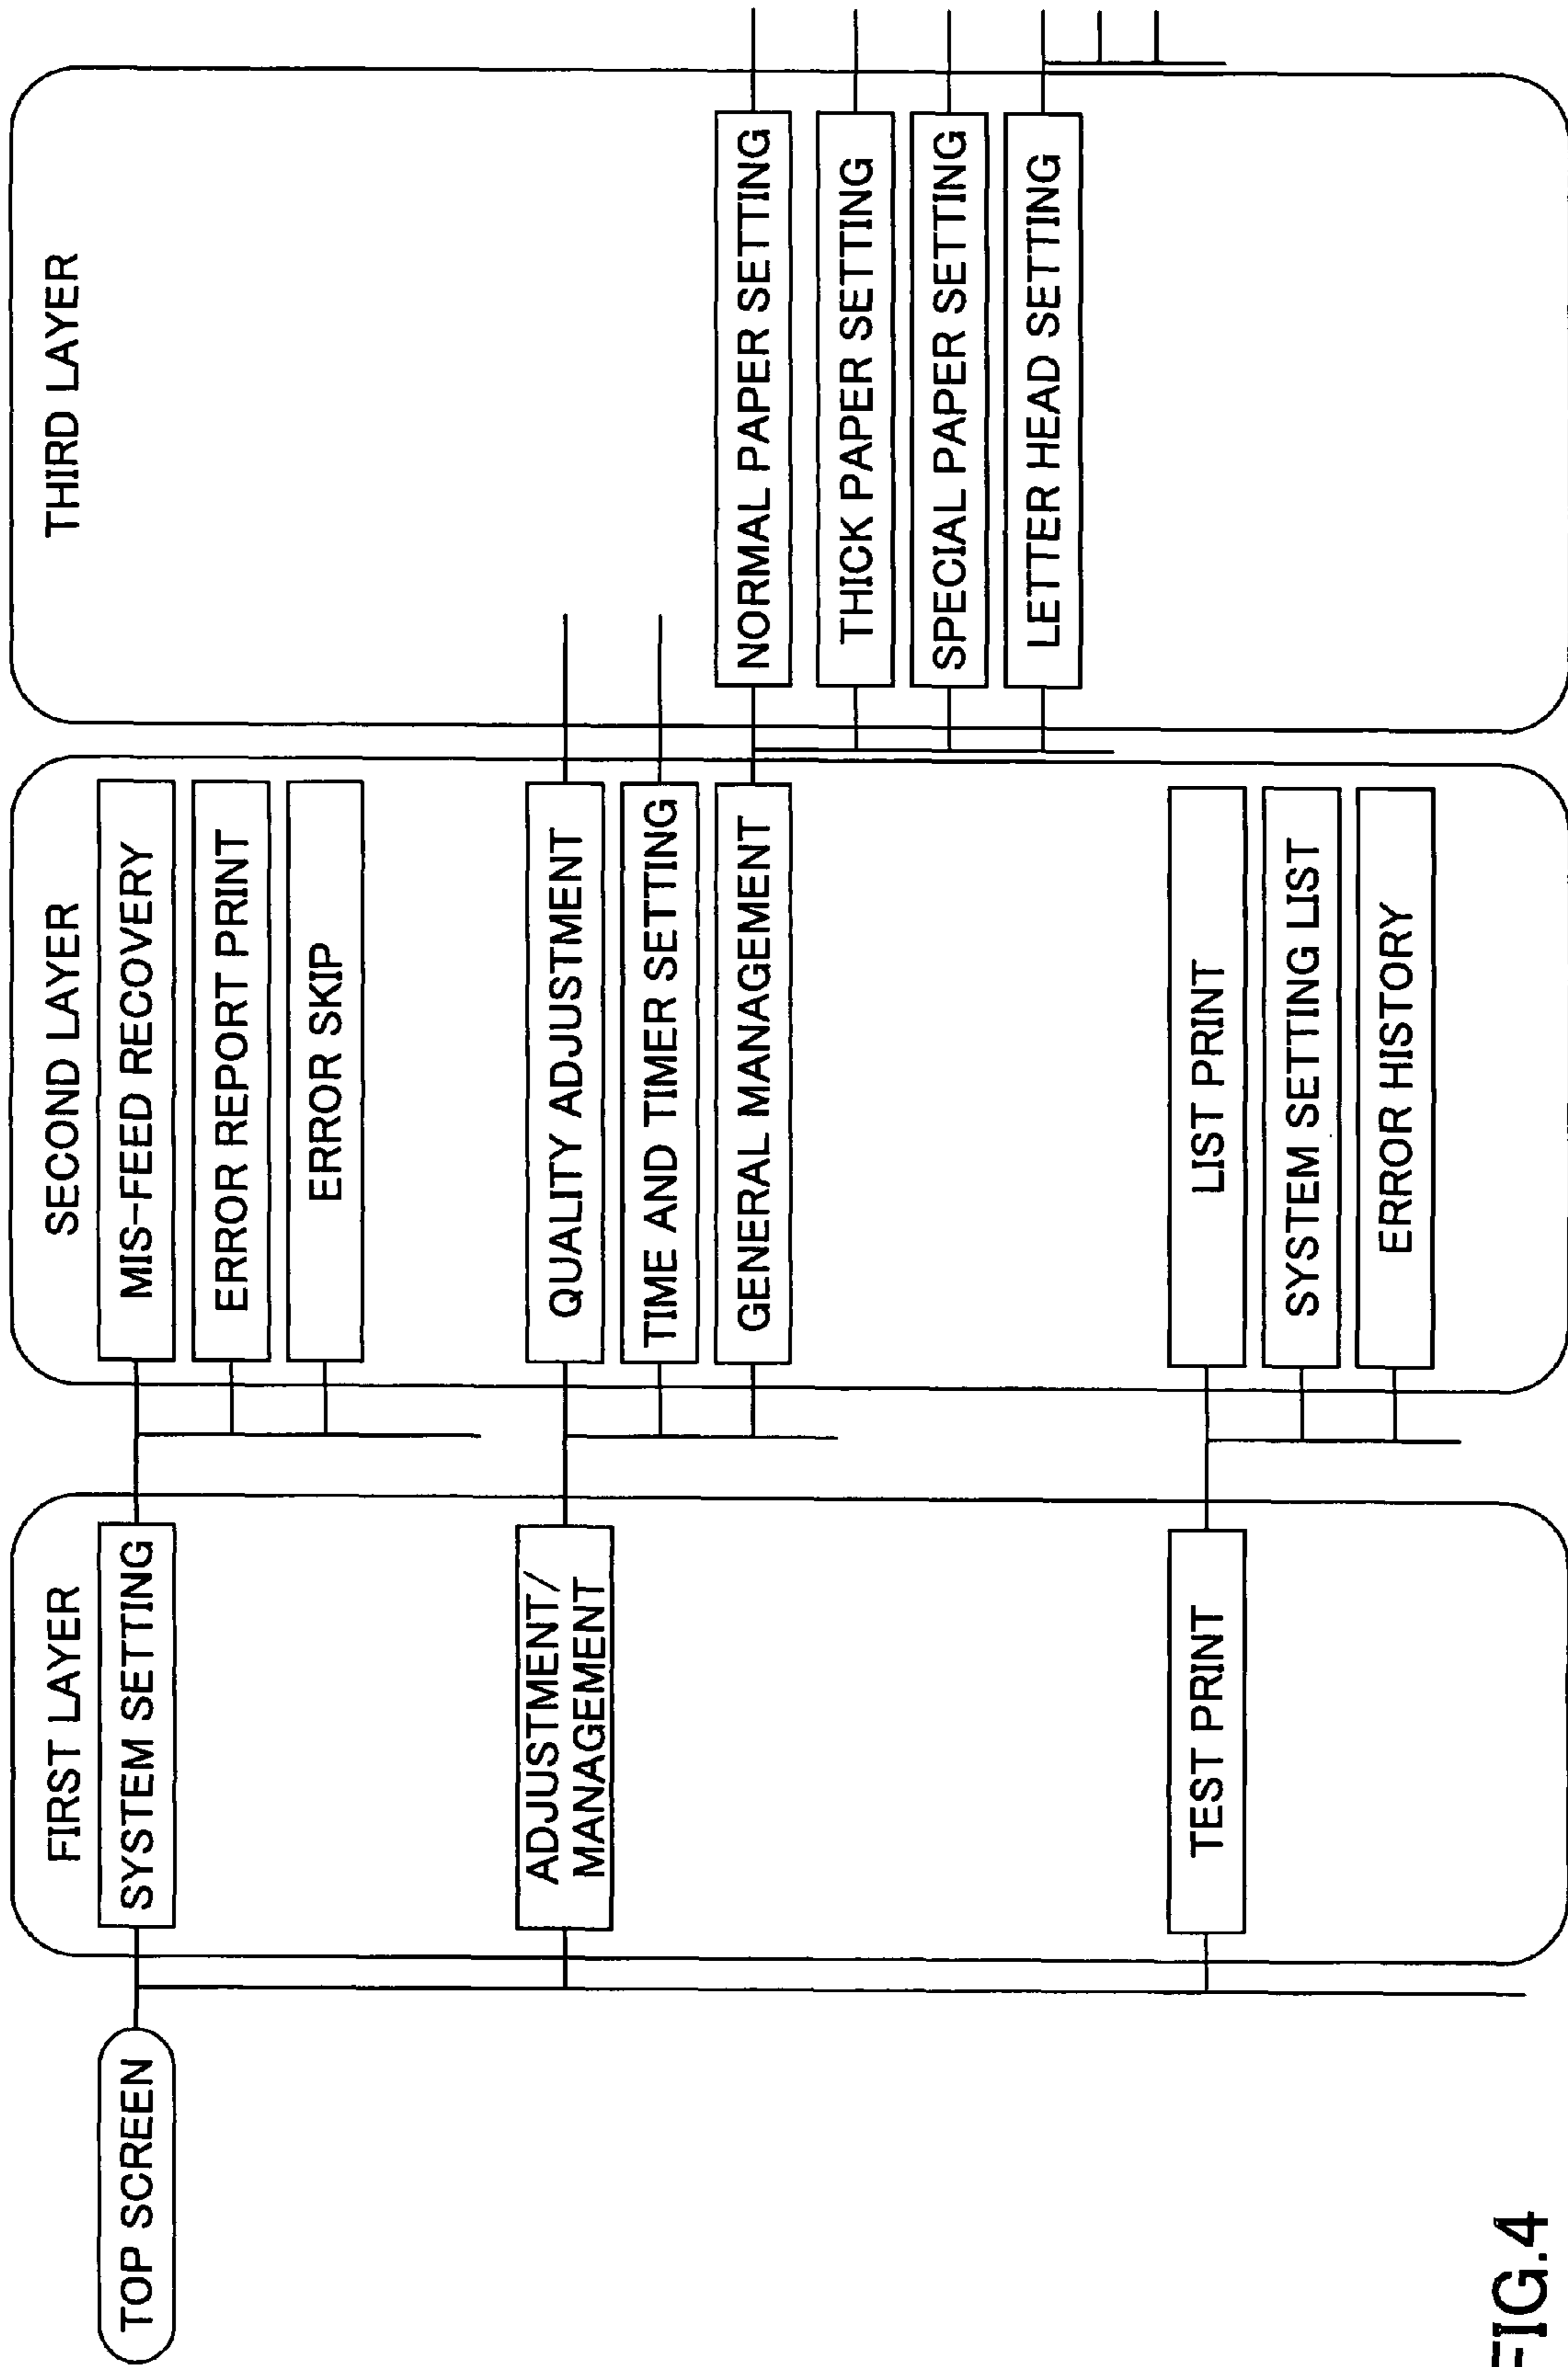 TOP SCREEN
FIRST LAYER
SYSTEM SETTING
ADJUSTMENT/
MANAGEMENT
TEST PRINT
SECOND LAYER
MIS-FEED RECOVERY
ERROR REPORT PRINT
ERROR SKIP
QUALITY ADJUSTMENT
TIME AND TIMER SETTING
GENERAL MANAGEMENT
LIST PRINT
SYSTEM SETTING LIST
ERROR HISTORY
THIRD LAYER
NORMAL PAPER SETTING
THICK PAPER SETTING
SPECIAL PAPER SETTING
LETTER HEAD SETTING
FIG.4